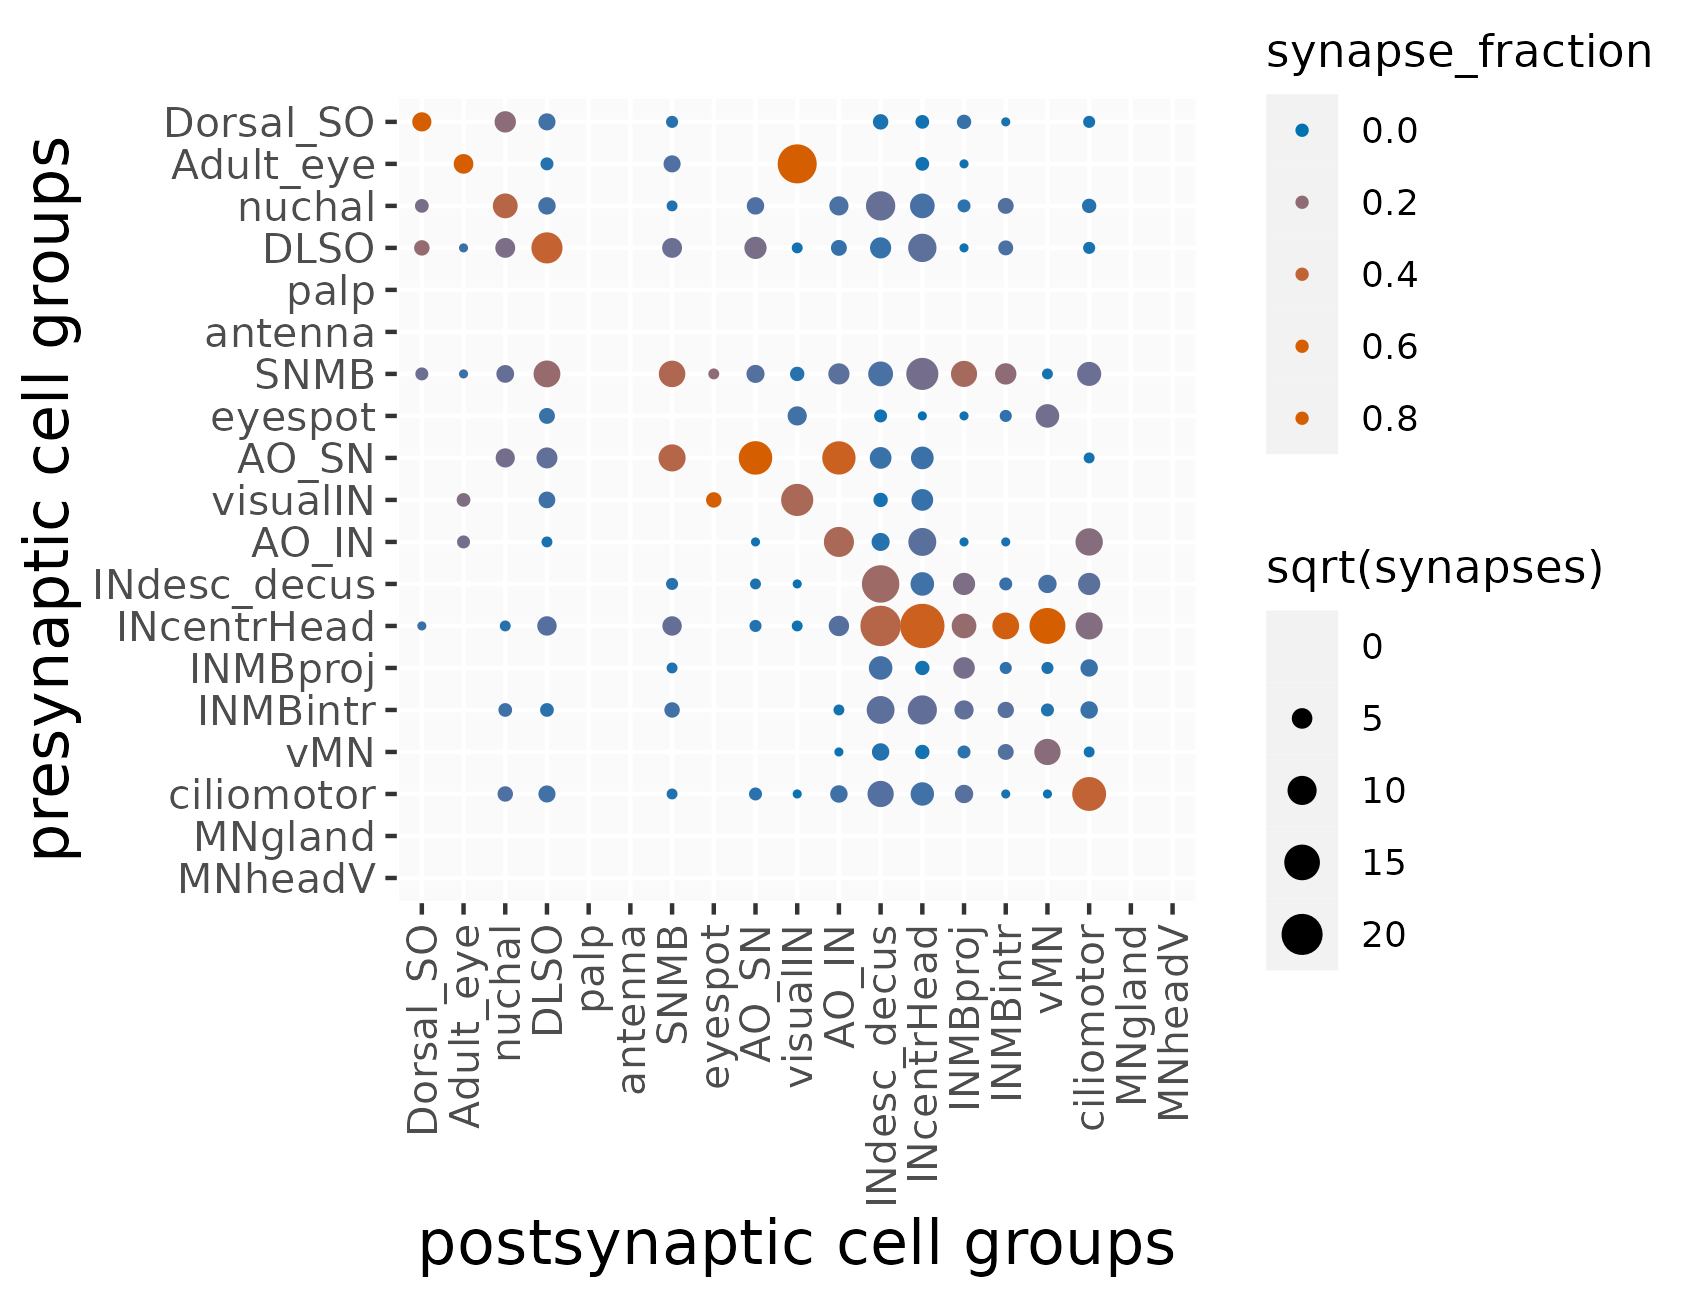 presynaptic cell groups
Dorsal_SO
Adult_eye
nuchal
DLSO
palp
antenna
SNMB
eyespot
AO_SN
visualIN
AO_IN
INdesc_decus
INcentrHead
INMBproj
INMBintr
vMN
ciliomotor
MNgland
MNheadV
Dorsal_SO
Adult_eye
nuchal
DLSO
palp
antenna
SNMB
eyespot
AO_SN
visualIN
AO_IN
INdesc_decus
INcentrHead
INMBproj
INMBintr
vMN
ciliomotor
MNgland
MNheadV
postsynaptic cell groups
synapse_fraction
0.0
0.2
0.4
0.6
0.8
sqrt(synapses)
0
5
10
15
20